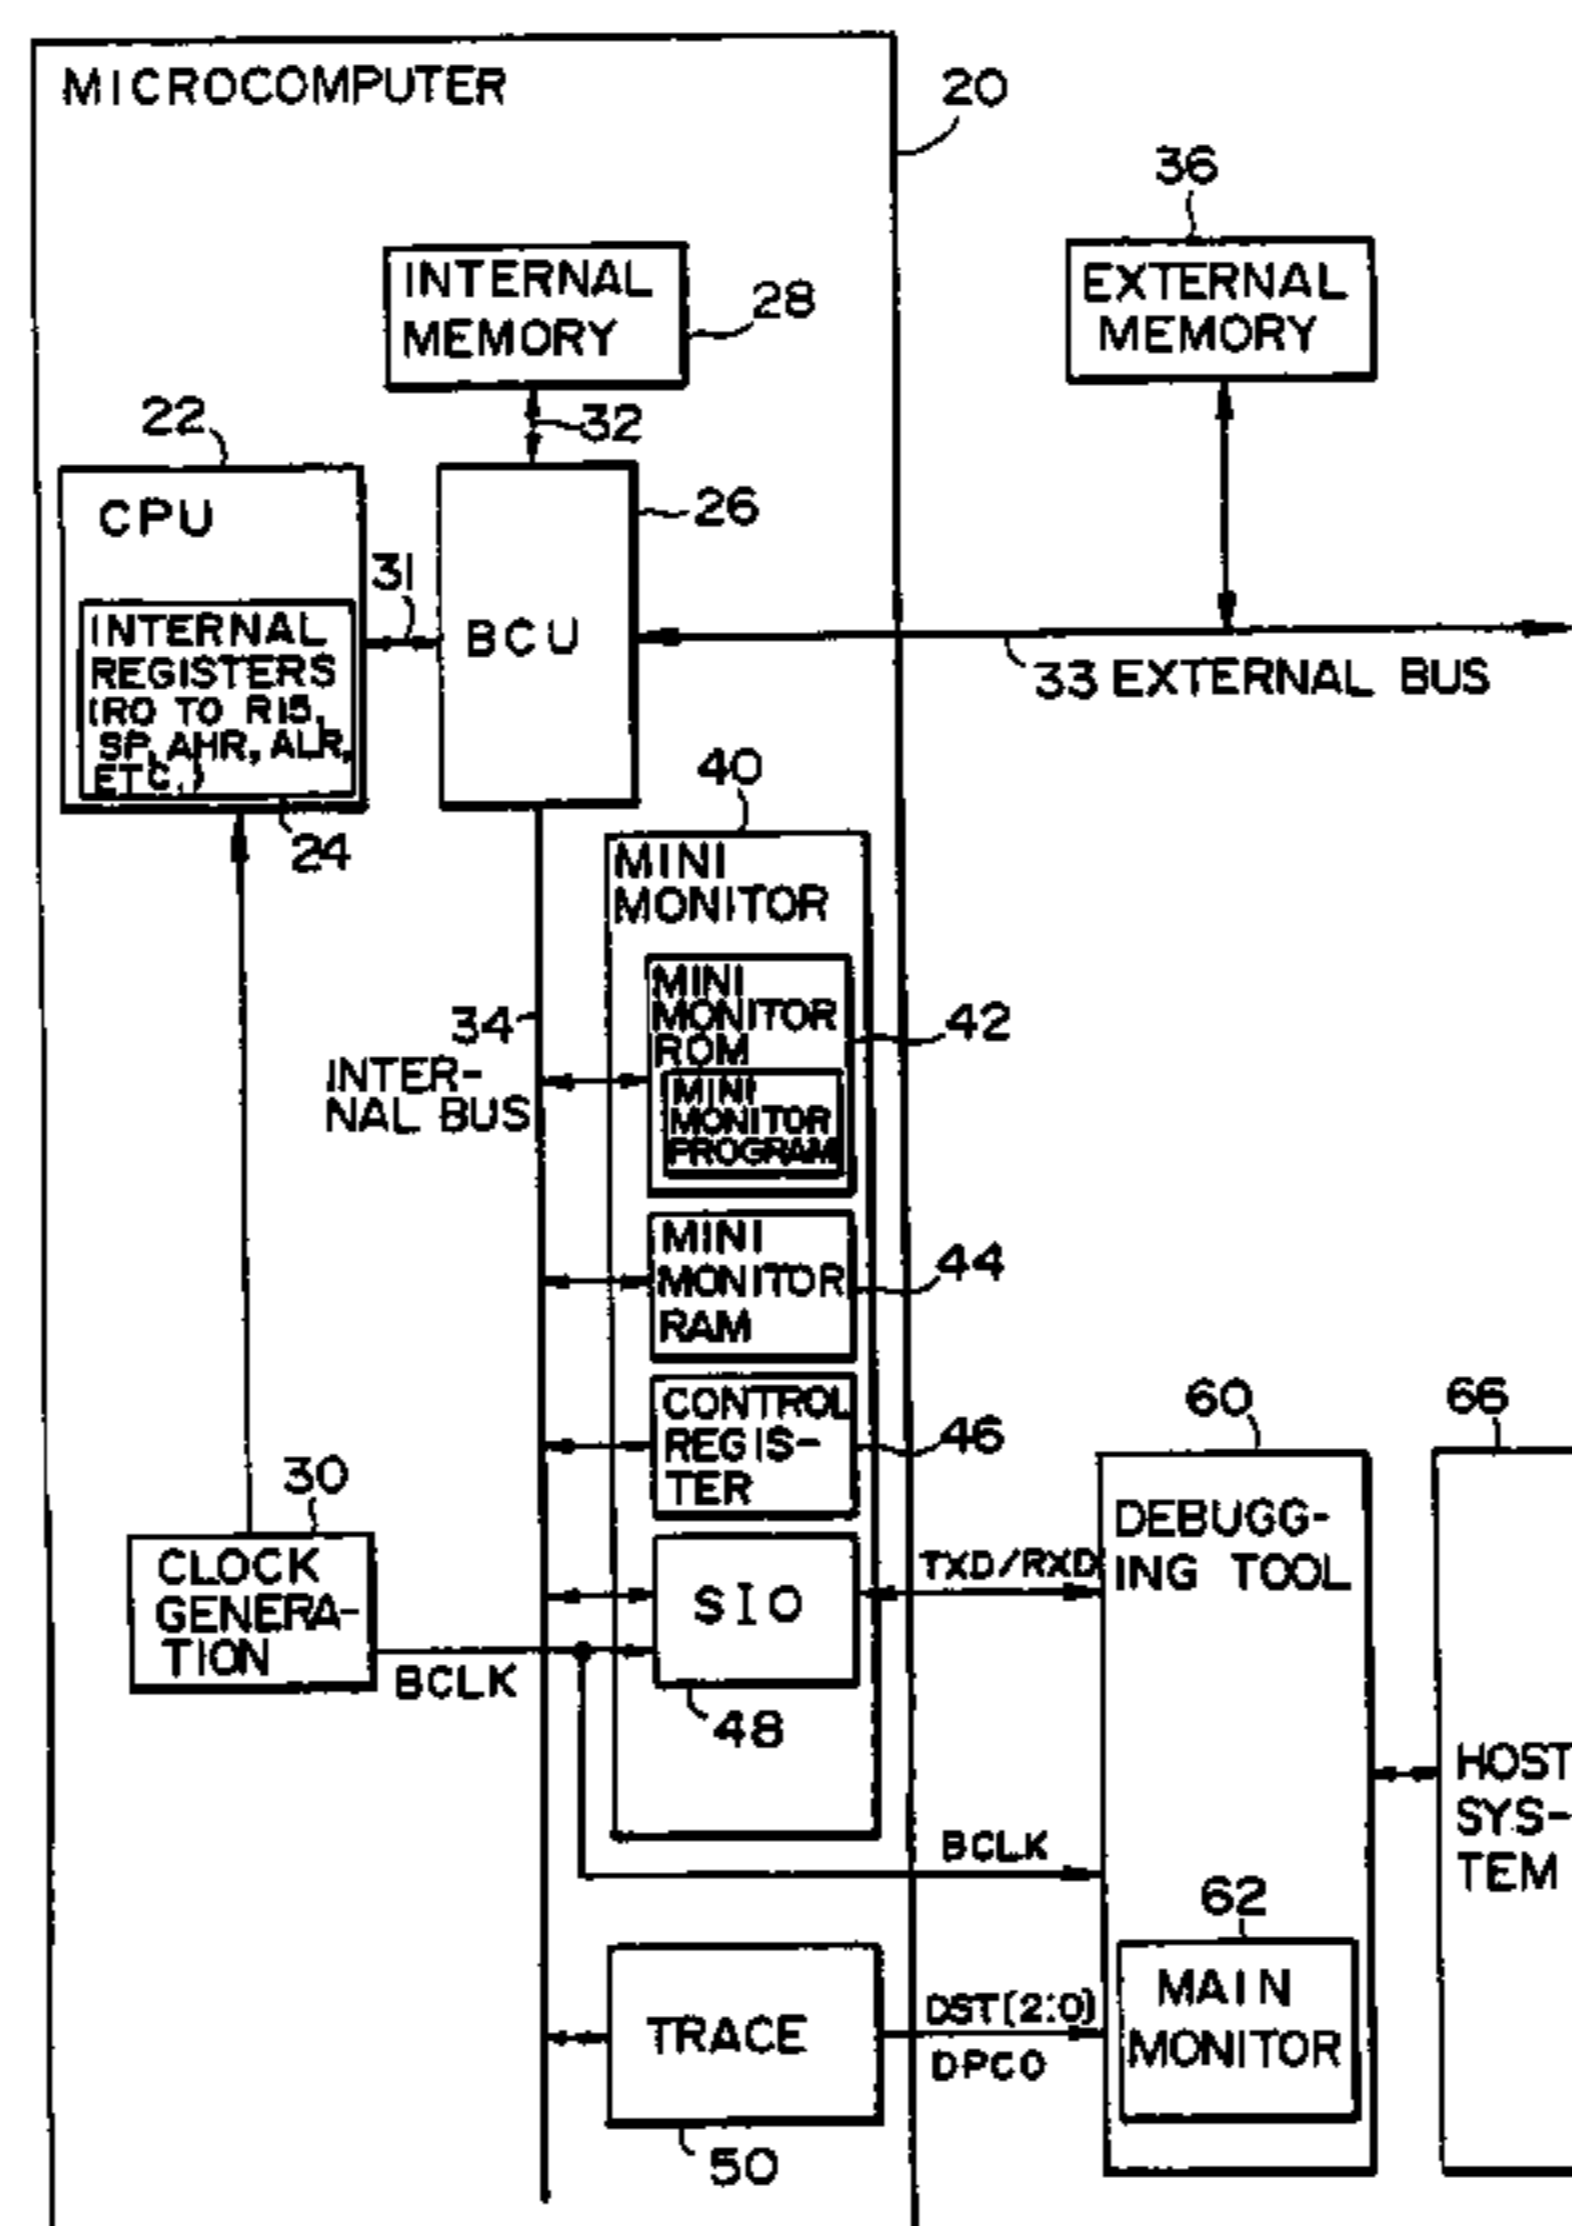 MICROCOMPUTER
20
36
INTERNAL
MEMORY
28
EXTERNAL
MEMORY
32
22
CPU
26
31
BCU
INTERNAL
REGISTERS
(R0 TO R15,
SP, AHR, ALR,
ETC.)
24
33 EXTERNAL BUS
40
MINI
MONITOR
MINI
MONITOR
ROM
42
34
INTER-
NAL BUS
MINI
MONITOR
PROGRAM
MINI
MONITOR
RAM
44
CONTROL
REGIS-
TER
46
60
66
30
CLOCK
GENERA-
TION
BCLK
SIO
48
TXD/RXD
DEBUGG-
ING TOOL
HOST
SYS-
TEM
BCLK
62
MAIN
MONITOR
TRACE
50
DST(2:0)
DPCO